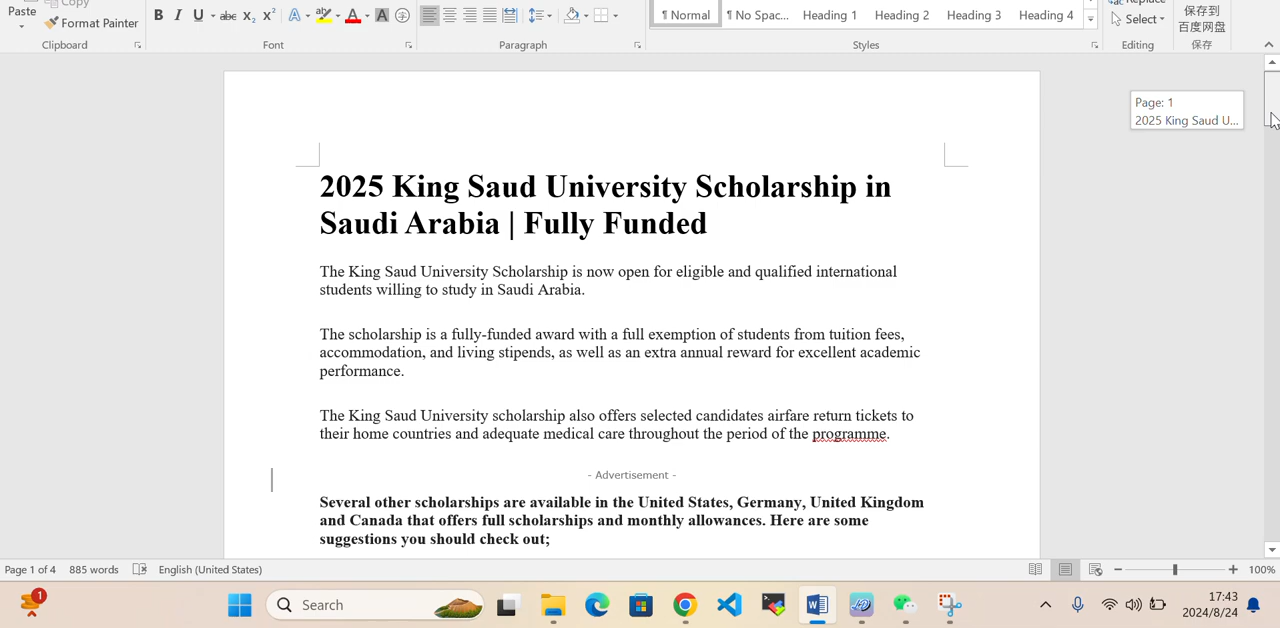 Copy
Replace
Paste
Format Painter
B I U abc X₂ X² A ab A A 字
¶ Normal
¶ No Spac...
Heading 1
Heading 2
Heading 3
Heading 4
Select
保存到
百度网盘
Clipboard
Font
Paragraph
Styles
Editing
保存
Page: 1
2025 King Saud U...
2025 King Saud University Scholarship in
Saudi Arabia | Fully Funded
The King Saud University Scholarship is now open for eligible and qualified international
students willing to study in Saudi Arabia.
The scholarship is a fully-funded award with a full exemption of students from tuition fees,
accommodation, and living stipends, as well as an extra annual reward for excellent academic
performance.
The King Saud University scholarship also offers selected candidates airfare return tickets to
their home countries and adequate medical care throughout the period of the programme.
- Advertisement -
Several other scholarships are available in the United States, Germany, United Kingdom
and Canada that offers full scholarships and monthly allowances. Here are some
suggestions you should check out;
Page 1 of 4
885 words
English (United States)
100%
1
Search
17:43
2024/8/24